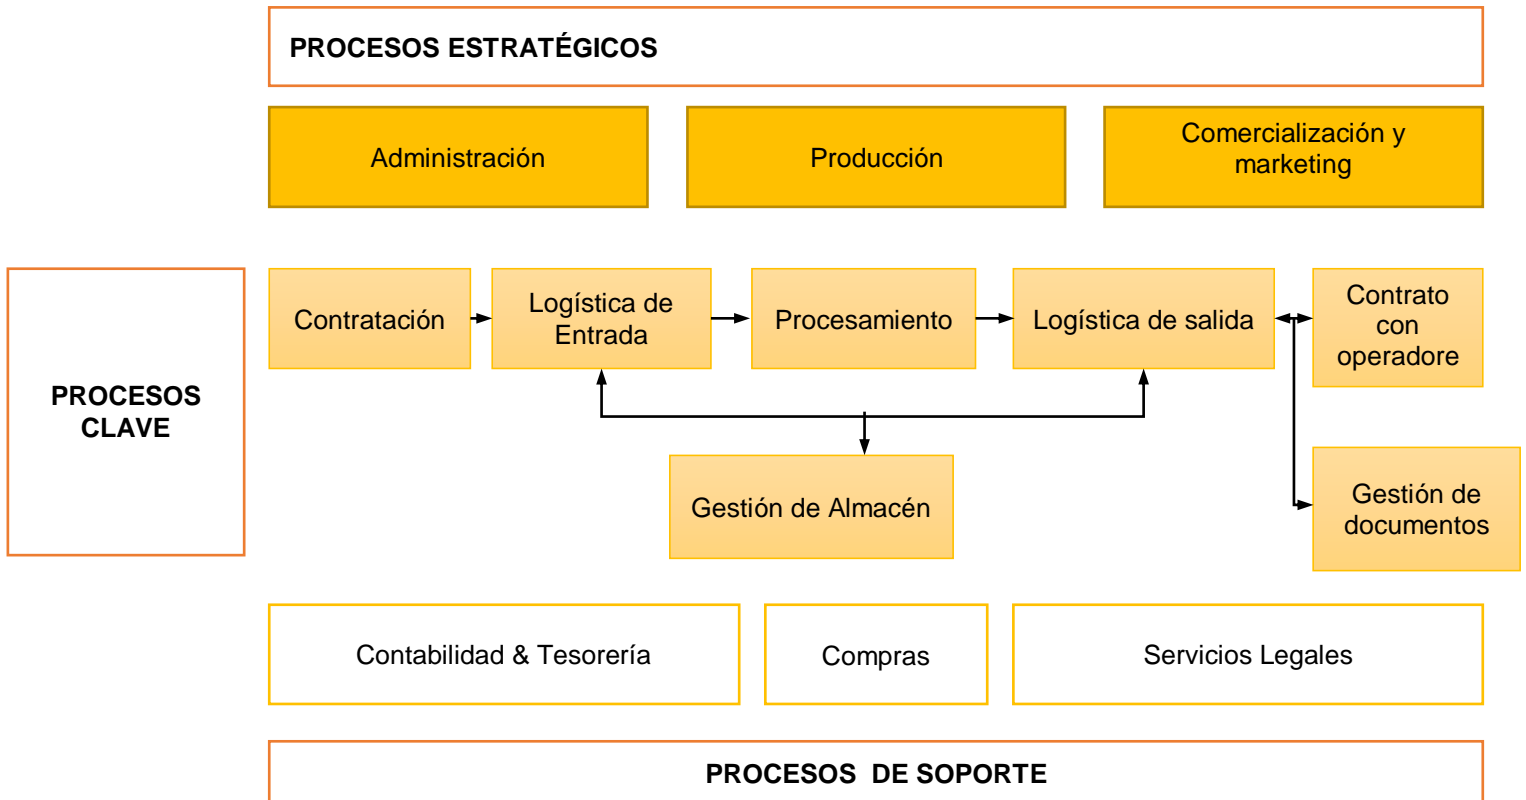 PROCESOS ESTRATÉGICOS
Administración
Producción
Comercialización y
marketing
PROCESOS
CLAVE
Contratación
Logística de
Entrada
Procesamiento
Logística de salida
Contrato
con
operadore
Gestión de Almacén
Gestión de
documentos
Contabilidad & Tesorería
Compras
Servicios Legales
PROCESOS  DE SOPORTE